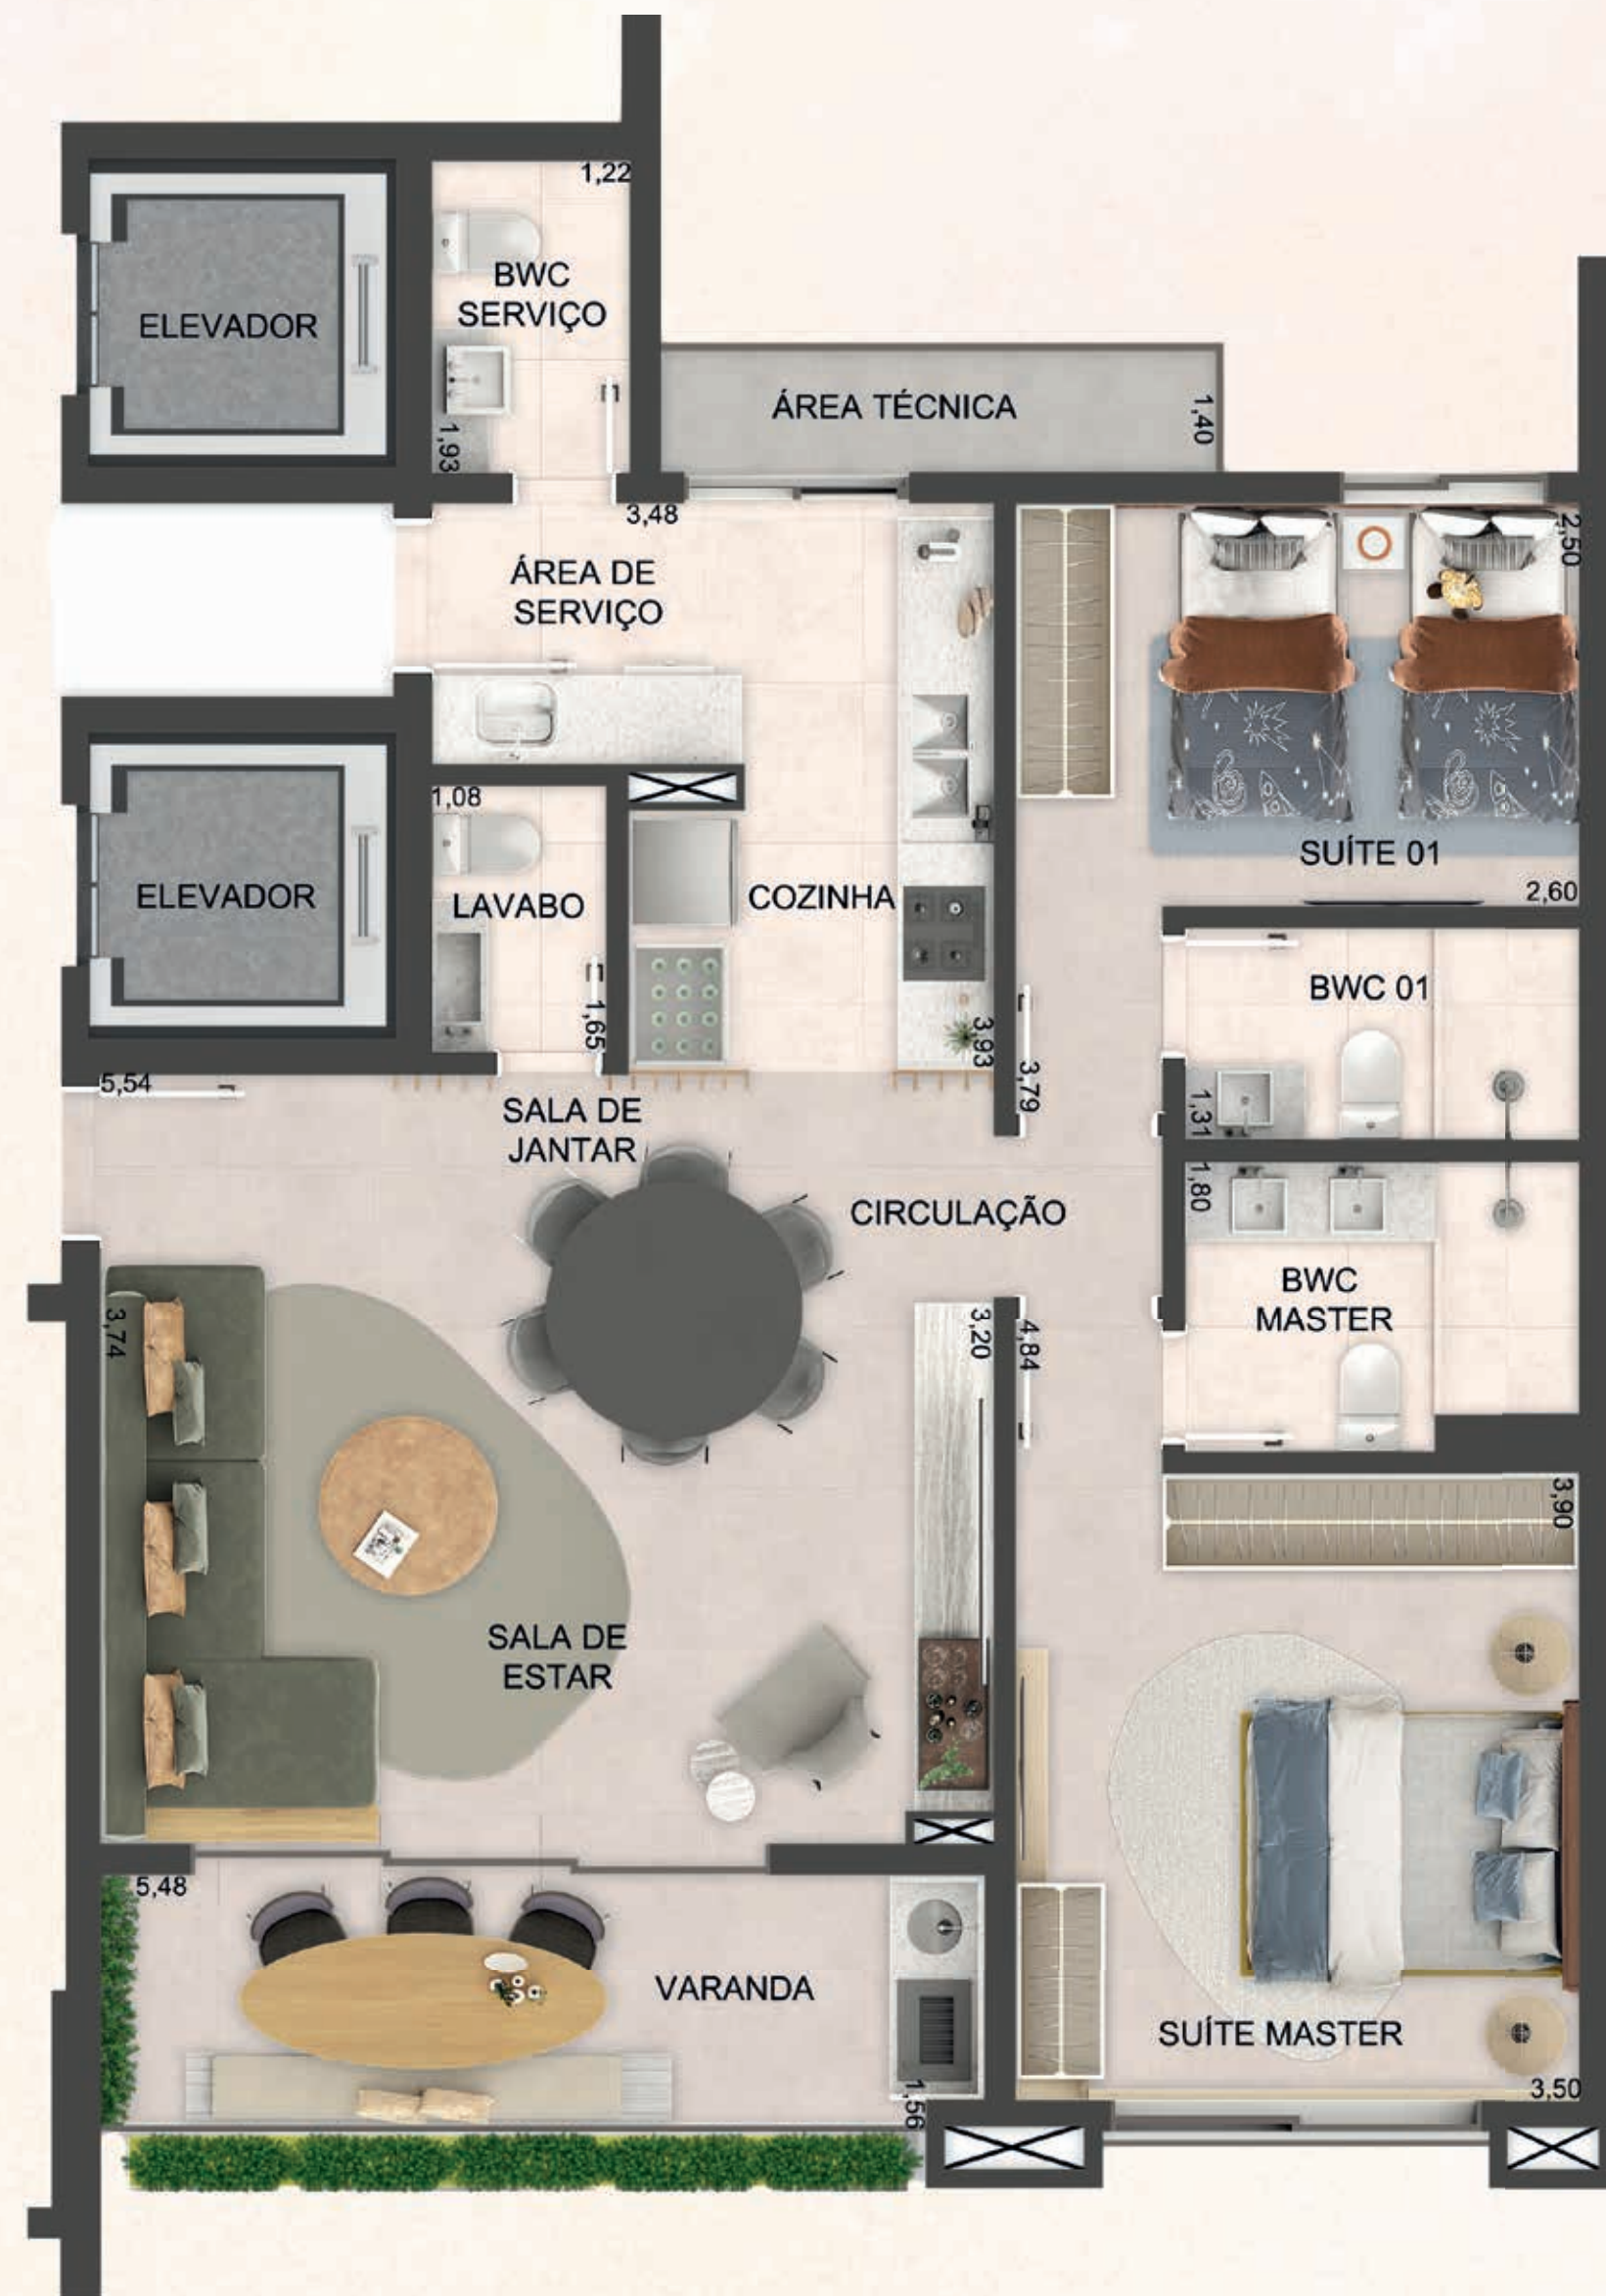 1,22
BWC
SERVIÇO
ELEVADOR
ÁREA TÉCNICA
1,40
1,93
3,48
2,50
ÁREA DE
SERVIÇO
1,08
SUÍTE 01
2,60
ELEVADOR
LAVABO
COZINHA
BWC 01
1,65
3,93
3,79
5,54
SALA DE
JANTAR
1,31
1,80
CIRCULAÇÃO
BWC
MASTER
3,74
3,20
4,84
3,90
SALA DE
ESTAR
5,48
VARANDA
SUÍTE MASTER
3,50
1,56